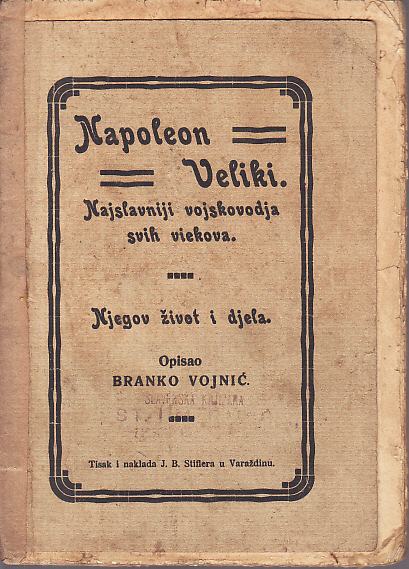 Napoleon
Veliki.
Najslavniji vojskovodja
svih viekova.
Njegov život i djela.
Opisao
BRANKO VOJNIĆ.
Tisak i naklada J. B. Stiflera u Varaždinu.